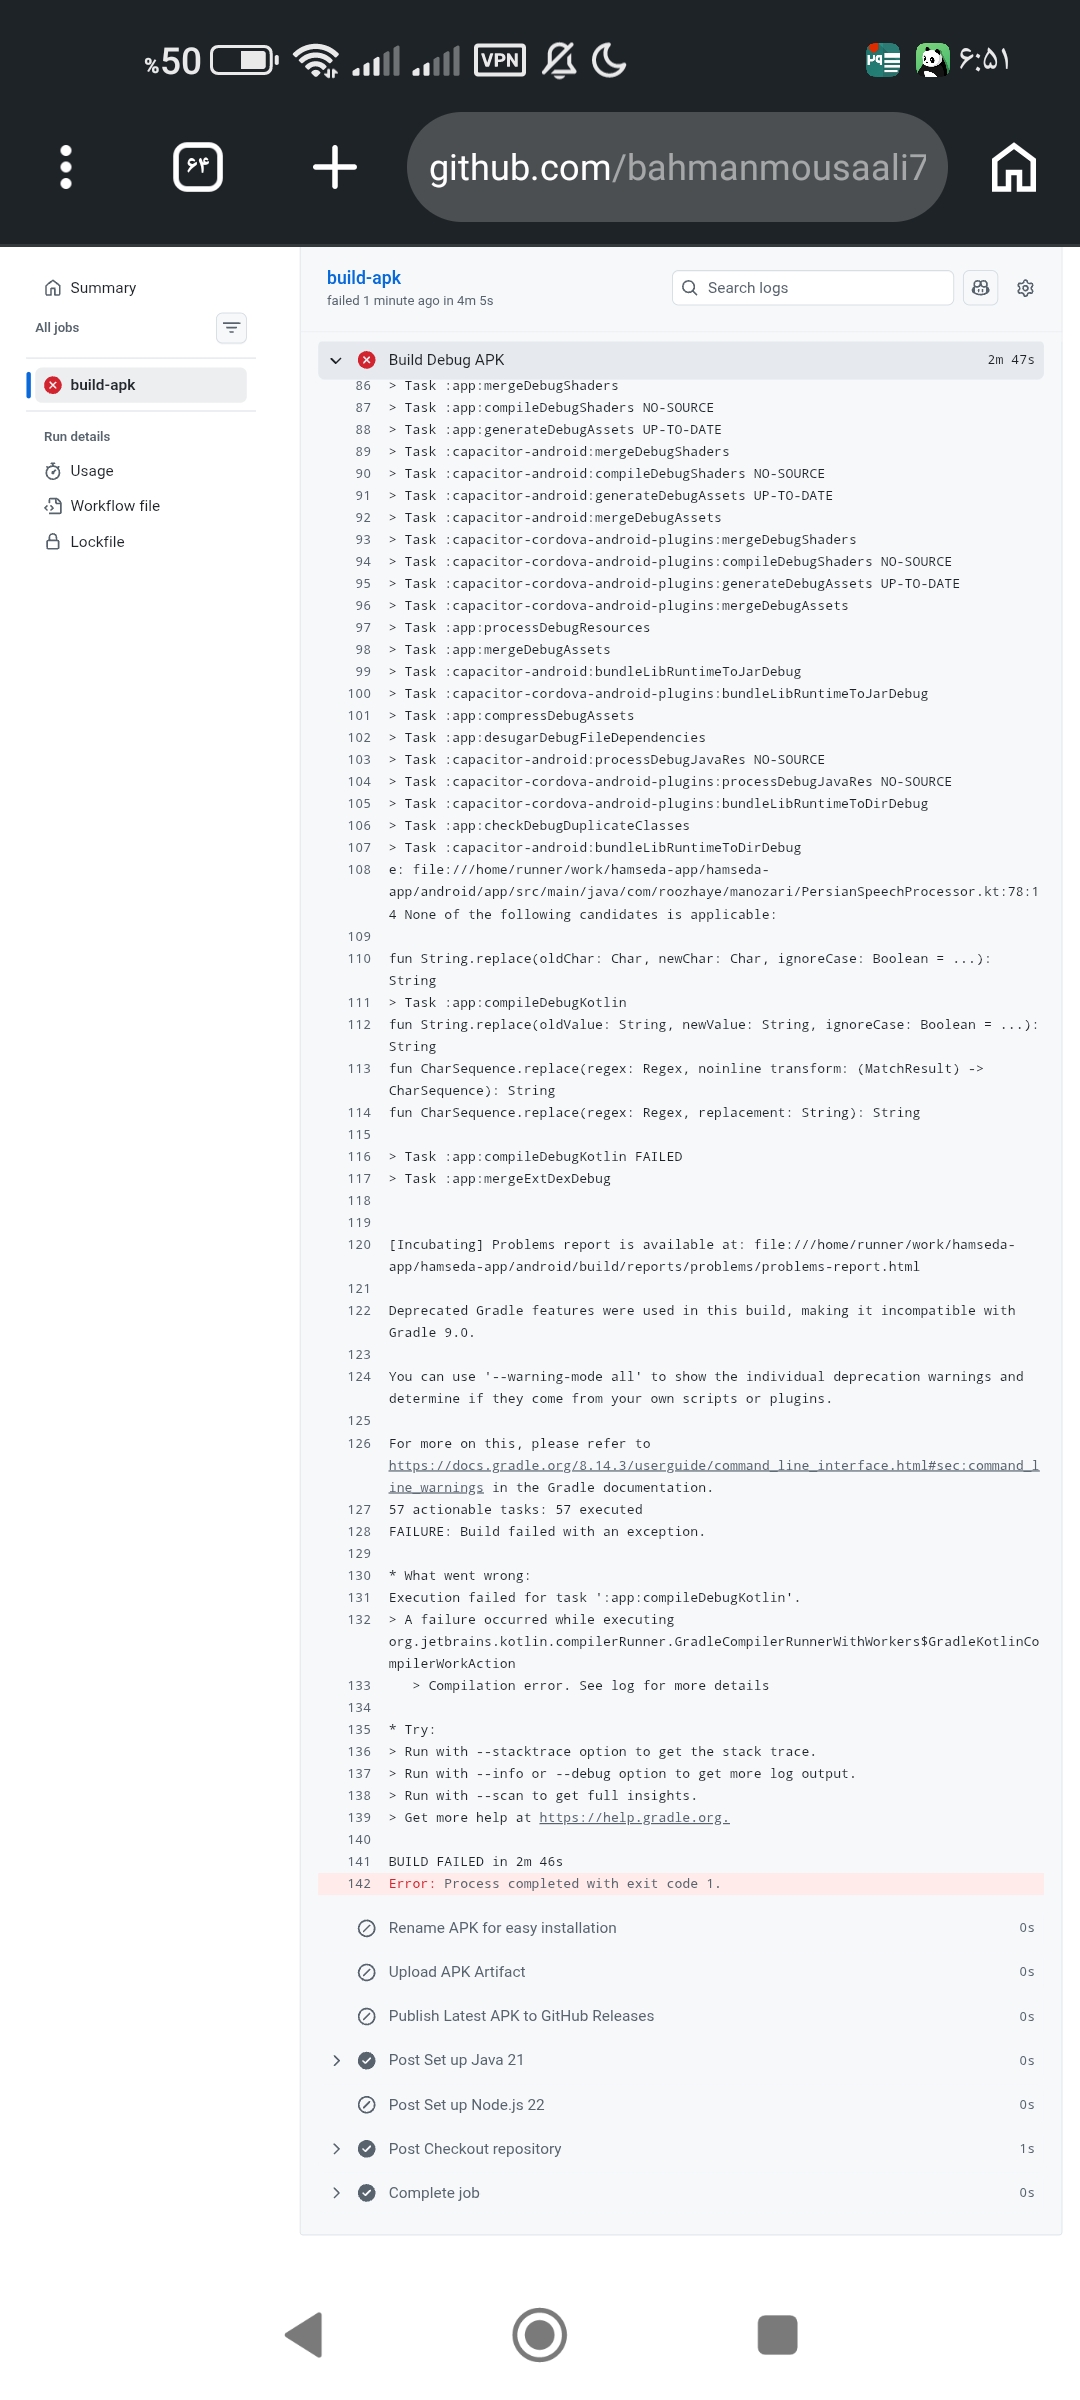 %50 VPN ۶:۵۱
۶۴ github.com/bahmanmousaali7
Summary
All jobs
build-apk
Run details
Usage
Workflow file
Lockfile
build-apk
failed 1 minute ago in 4m 5s
Search logs
Build Debug APK 2m 47s
86 > Task :app:mergeDebugShaders
87 > Task :app:compileDebugShaders NO-SOURCE
88 > Task :app:generateDebugAssets UP-TO-DATE
89 > Task :capacitor-android:mergeDebugShaders
90 > Task :capacitor-android:compileDebugShaders NO-SOURCE
91 > Task :capacitor-android:generateDebugAssets UP-TO-DATE
92 > Task :capacitor-android:mergeDebugAssets
93 > Task :capacitor-cordova-android-plugins:mergeDebugShaders
94 > Task :capacitor-cordova-android-plugins:compileDebugShaders NO-SOURCE
95 > Task :capacitor-cordova-android-plugins:generateDebugAssets UP-TO-DATE
96 > Task :capacitor-cordova-android-plugins:mergeDebugAssets
97 > Task :app:processDebugResources
98 > Task :app:mergeDebugAssets
99 > Task :capacitor-android:bundleLibRuntimeToJarDebug
100 > Task :capacitor-cordova-android-plugins:bundleLibRuntimeToJarDebug
101 > Task :app:compressDebugAssets
102 > Task :app:desugarDebugFileDependencies
103 > Task :capacitor-android:processDebugJavaRes NO-SOURCE
104 > Task :capacitor-cordova-android-plugins:processDebugJavaRes NO-SOURCE
105 > Task :capacitor-cordova-android-plugins:bundleLibRuntimeToDirDebug
106 > Task :app:checkDebugDuplicateClasses
107 > Task :capacitor-android:bundleLibRuntimeToDirDebug
108 e: file:///home/runner/work/hamseda-app/hamseda-
app/android/app/src/main/java/com/roozhaye/manozari/PersianSpeechProcessor.kt:78:1
4 None of the following candidates is applicable:
109
110 fun String.replace(oldChar: Char, newChar: Char, ignoreCase: Boolean = ...):
String
111 > Task :app:compileDebugKotlin
112 fun String.replace(oldValue: String, newValue: String, ignoreCase: Boolean = ...):
String
113 fun CharSequence.replace(regex: Regex, noinline transform: (MatchResult) ->
CharSequence): String
114 fun CharSequence.replace(regex: Regex, replacement: String): String
115
116 > Task :app:compileDebugKotlin FAILED
117 > Task :app:mergeExtDexDebug
118
119
120 [Incubating] Problems report is available at: file:///home/runner/work/hamseda-
app/hamseda-app/android/build/reports/problems/problems-report.html
121
122 Deprecated Gradle features were used in this build, making it incompatible with
Gradle 9.0.
123
124 You can use '--warning-mode all' to show the individual deprecation warnings and
determine if they come from your own scripts or plugins.
125
126 For more on this, please refer to
https://docs.gradle.org/8.14.3/userguide/command_line_interface.html#sec:command_l
ine_warnings in the Gradle documentation.
127 57 actionable tasks: 57 executed
128 FAILURE: Build failed with an exception.
129
130 * What went wrong:
131 Execution failed for task ':app:compileDebugKotlin'.
132 > A failure occurred while executing
org.jetbrains.kotlin.compilerRunner.GradleCompilerRunnerWithWorkers$GradleKotlinCo
mpilerWorkAction
133 > Compilation error. See log for more details
134
135 * Try:
136 > Run with --stacktrace option to get the stack trace.
137 > Run with --info or --debug option to get more log output.
138 > Run with --scan to get full insights.
139 > Get more help at https://help.gradle.org.
140
141 BUILD FAILED in 2m 46s
142 Error: Process completed with exit code 1.
Rename APK for easy installation 0s
Upload APK Artifact 0s
Publish Latest APK to GitHub Releases 0s
Post Set up Java 21 0s
Post Set up Node.js 22 0s
Post Checkout repository 1s
Complete job 0s